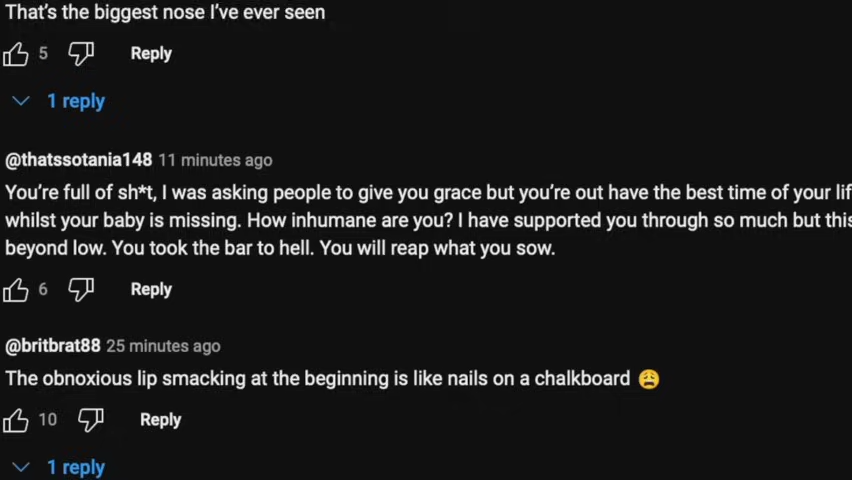 That's the biggest nose I've ever seen
5 Reply
1 reply
@thatssotania148 11 minutes ago
You're full of sh*t, I was asking people to give you grace but you're out have the best time of your
whilst your baby is missing. How inhumane are you? I have supported you through so much but this
beyond low. You took the bar to hell. You will reap what you sow.
6 Reply
@britbrat88 25 minutes ago
The obnoxious lip smacking at the beginning is like nails on a chalkboard 😩
10 Reply
1 reply